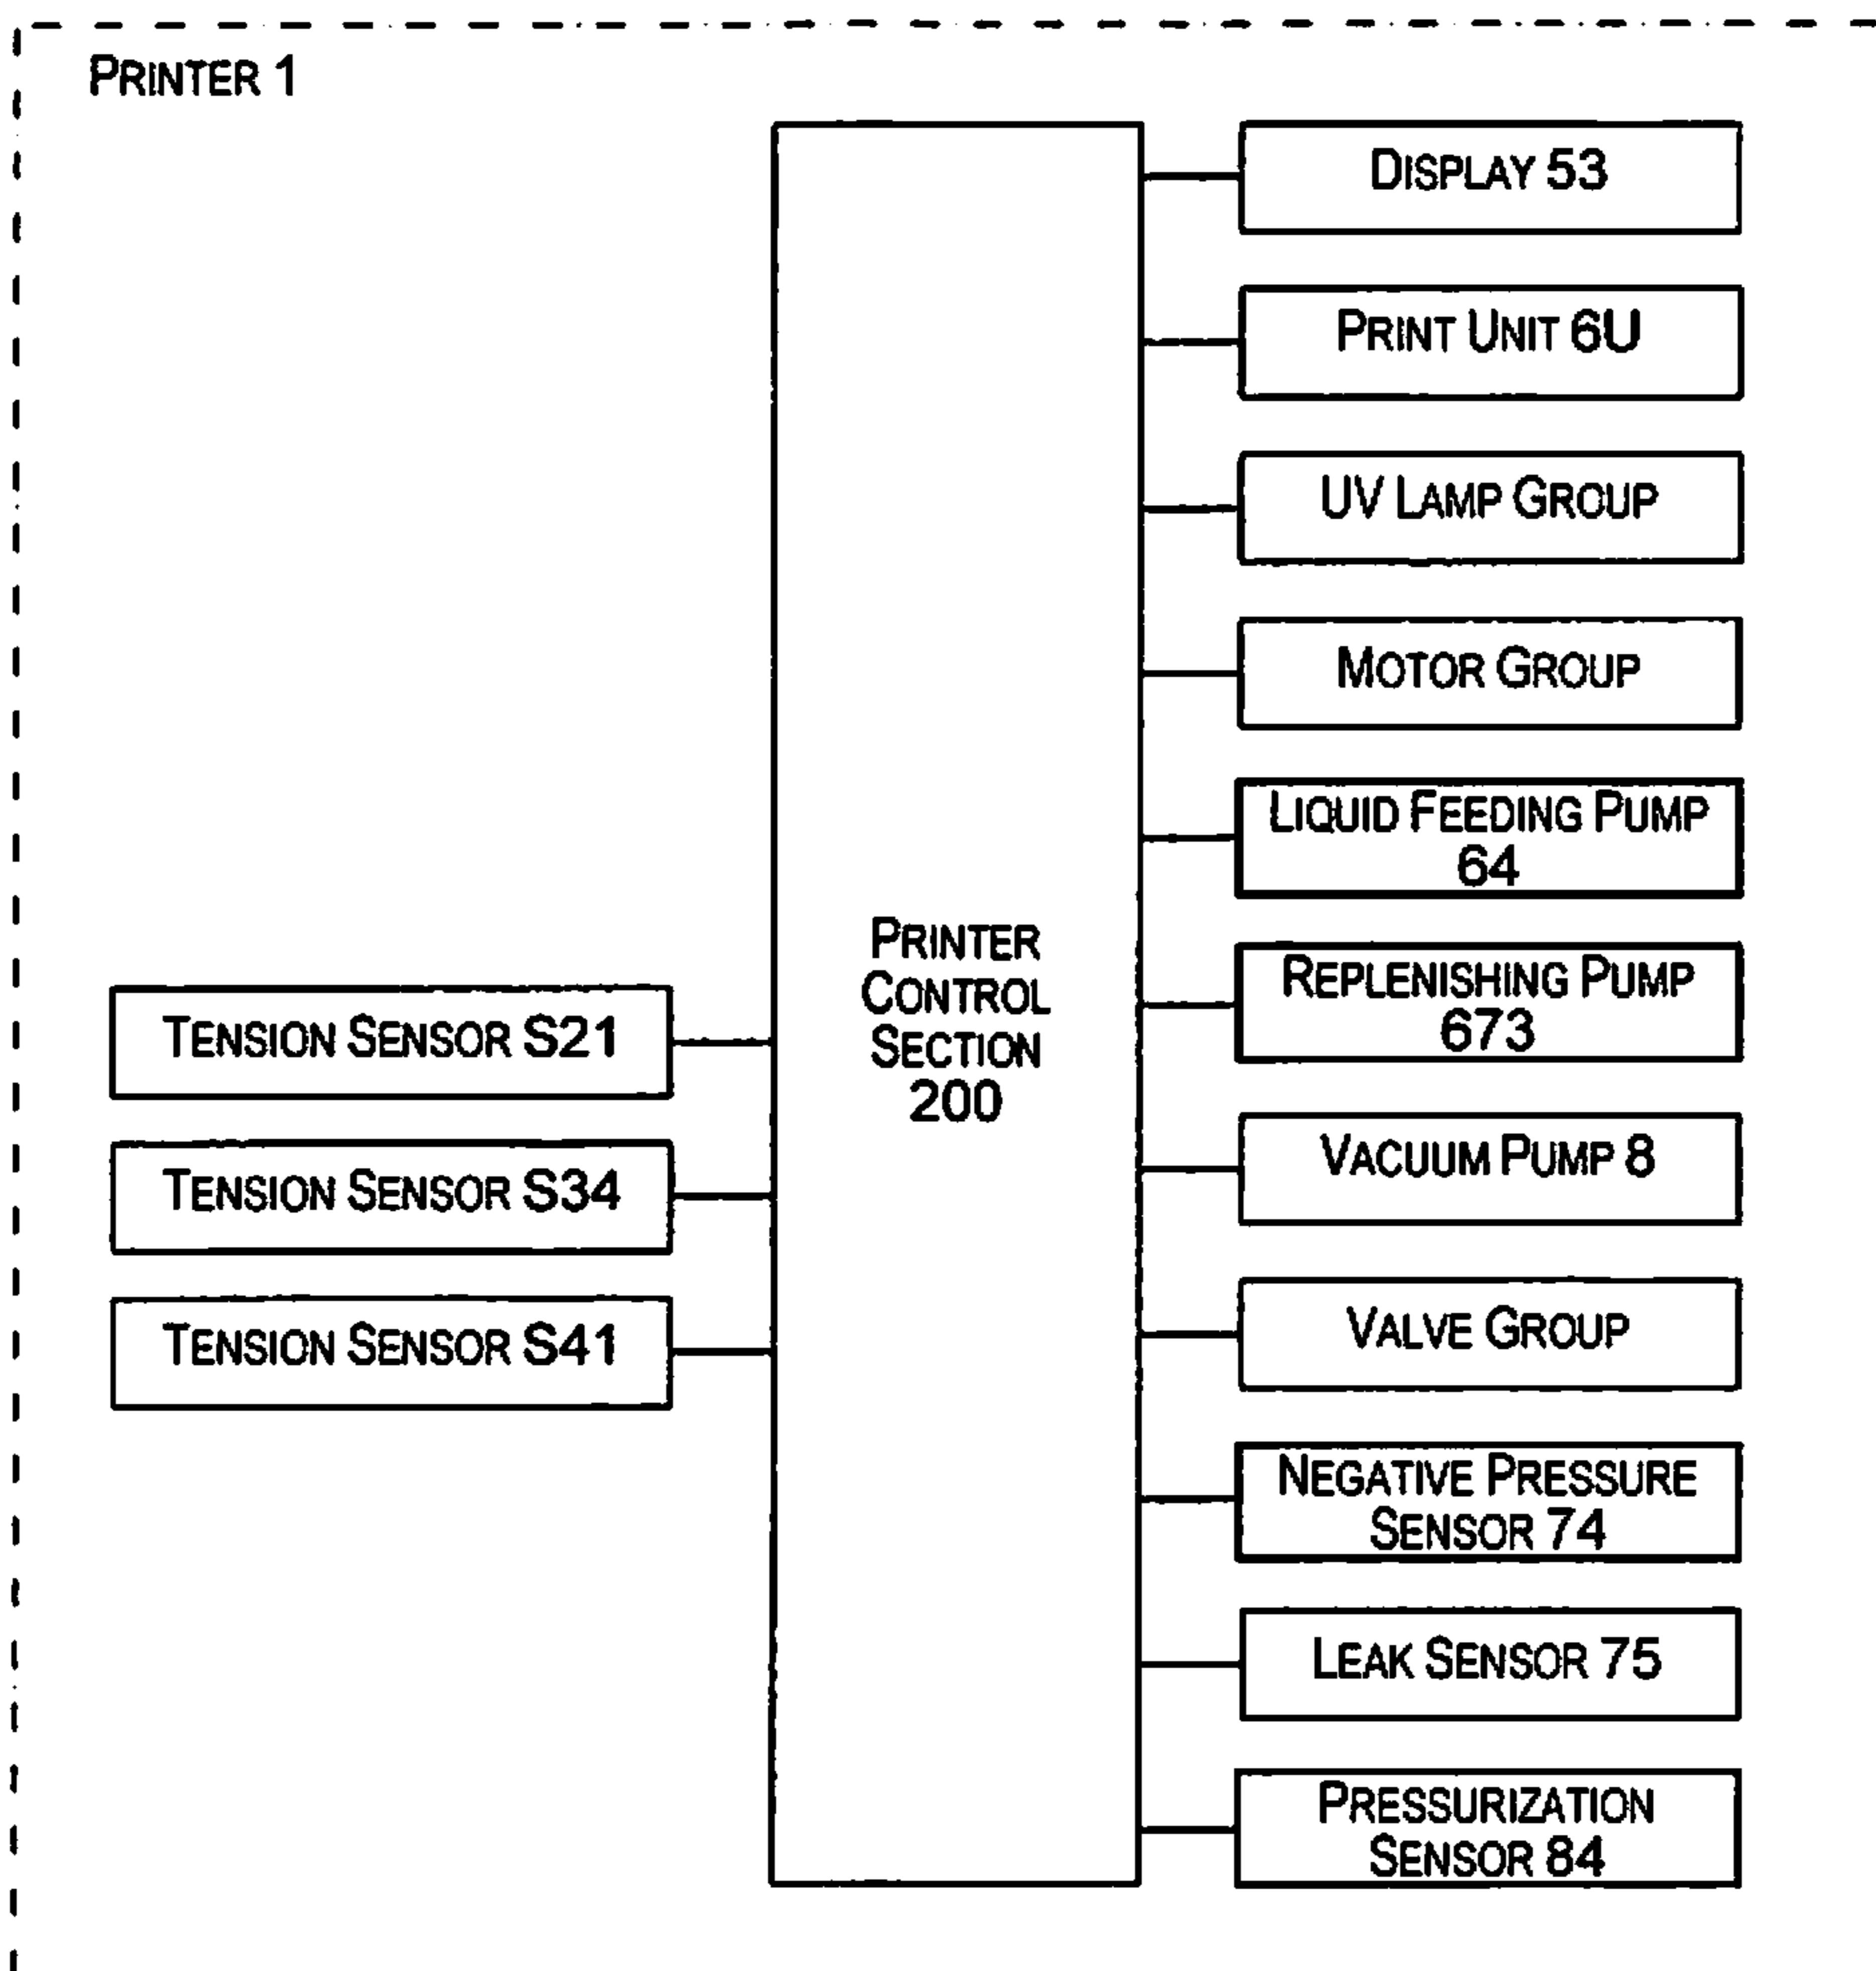 PRINTER 1
DISPLAY 53
PRINT UNIT 6U
UV LAMP GROUP
MOTOR GROUP
LIQUID FEEDING PUMP
64
REPLENISHING PUMP
673
VACUUM PUMP 8
VALVE GROUP
NEGATIVE PRESSURE
SENSOR 74
LEAK SENSOR 75
PRESSURIZATION
SENSOR 84
PRINTER
CONTROL
SECTION
200
TENSION SENSOR S21
TENSION SENSOR S34
TENSION SENSOR S41